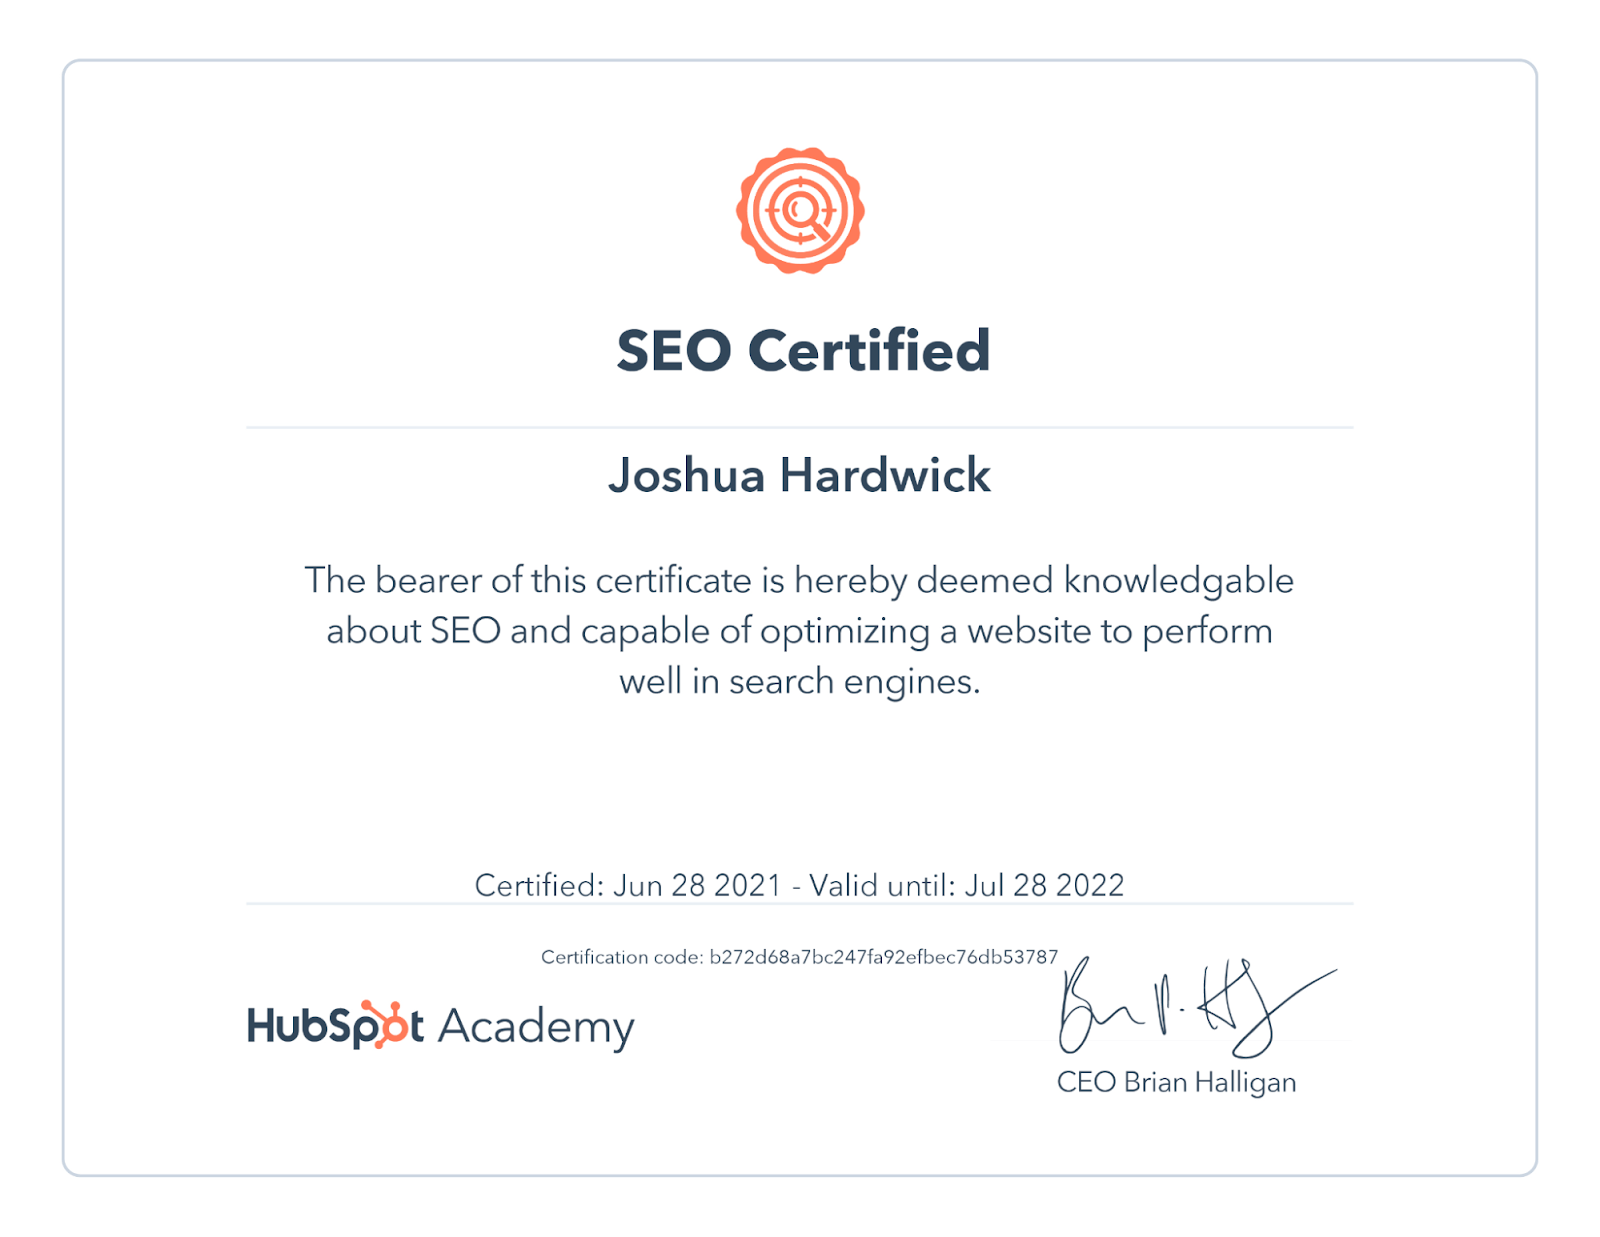 SEO Certified
Joshua Hardwick
The bearer of this certificate is hereby deemed knowledgable
about SEO and capable of optimizing a website to perform
well in search engines.
Certified: Jun 28 2021 - Valid until: Jul 28 2022
Certification code: b272d68a7bc247fa92efbec76db53787
HubSpot Academy
CEO Brian Halligan